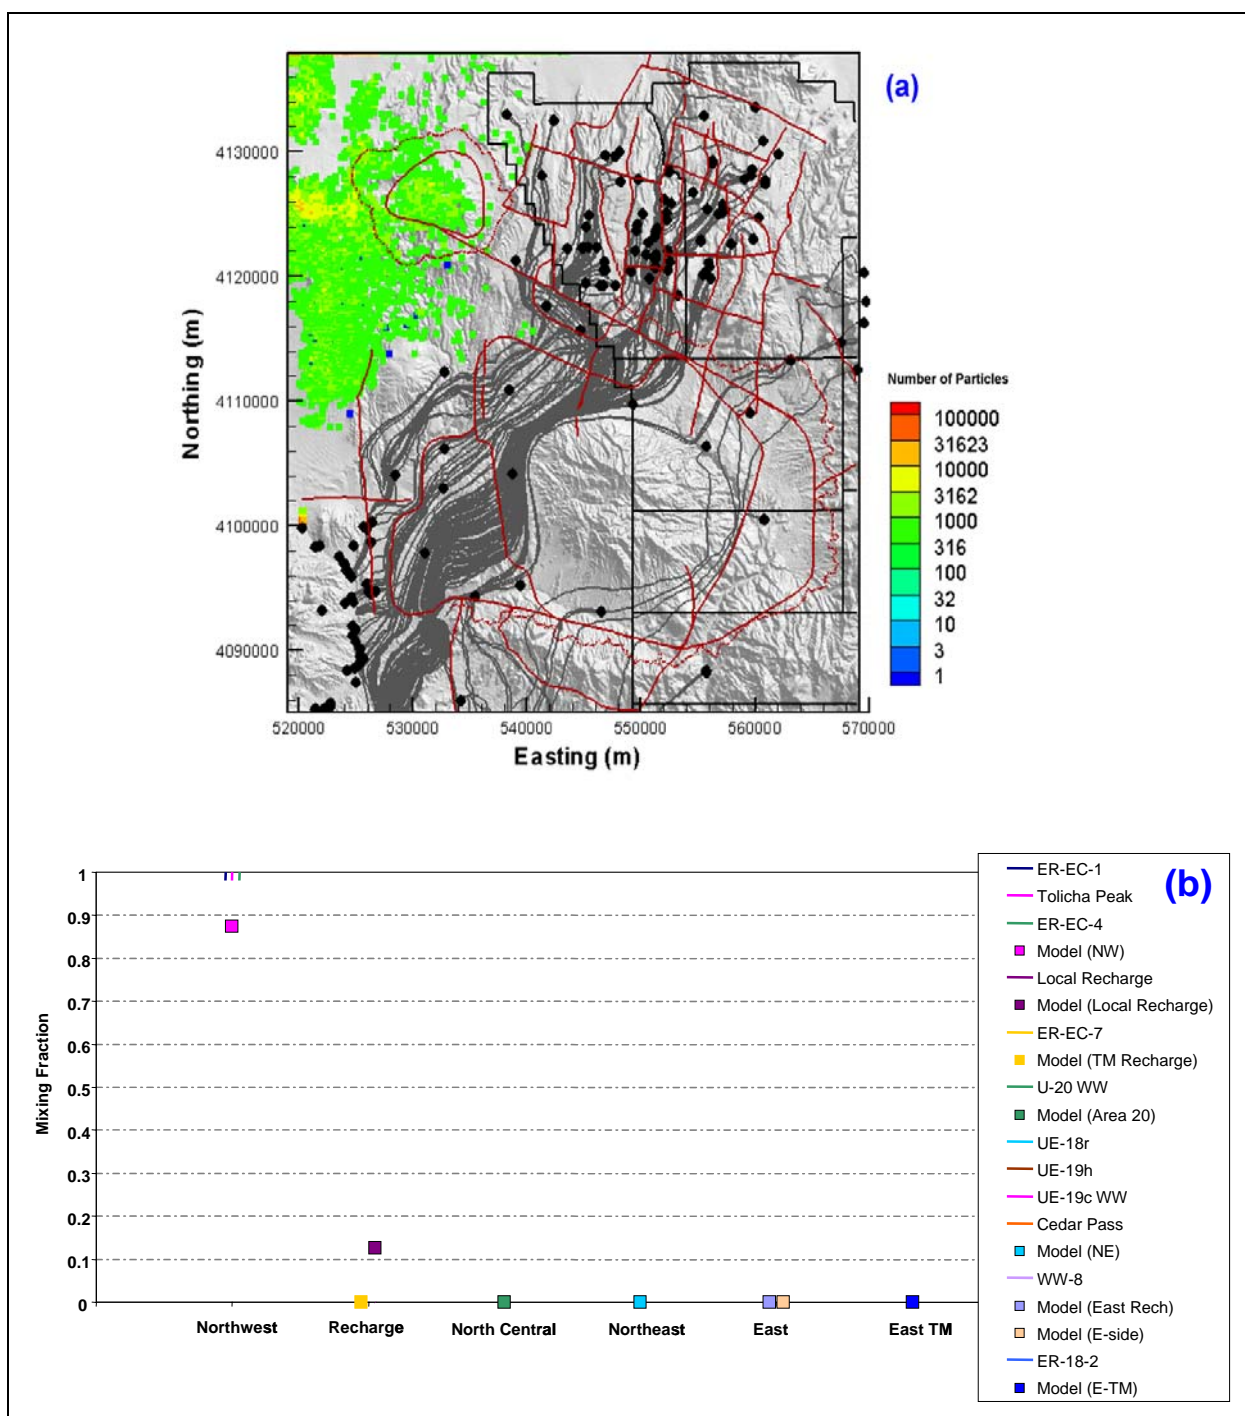 (a)
4130000
4120000
4110000
4100000
4090000
Northing (m)
520000 530000 540000 550000 560000 570000
Easting (m)
Number of Particles
100000
31623
10000
3162
1000
316
100
32
10
3
1
(b)
1
0.9
0.8
0.7
0.6
0.5
0.4
0.3
0.2
0.1
0
Mixing Fraction
Northwest Recharge North Central Northeast East East TM
ER-EC-1
Tolicha Peak
ER-EC-4
Model (NW)
Local Recharge
Model (Local Recharge)
ER-EC-7
Model (TM Recharge)
U-20 WW
Model (Area 20)
UE-18r
UE-19h
UE-19c WW
Cedar Pass
Model (NE)
WW-8
Model (East Rech)
Model (E-side)
ER-18-2
Model (E-TM)